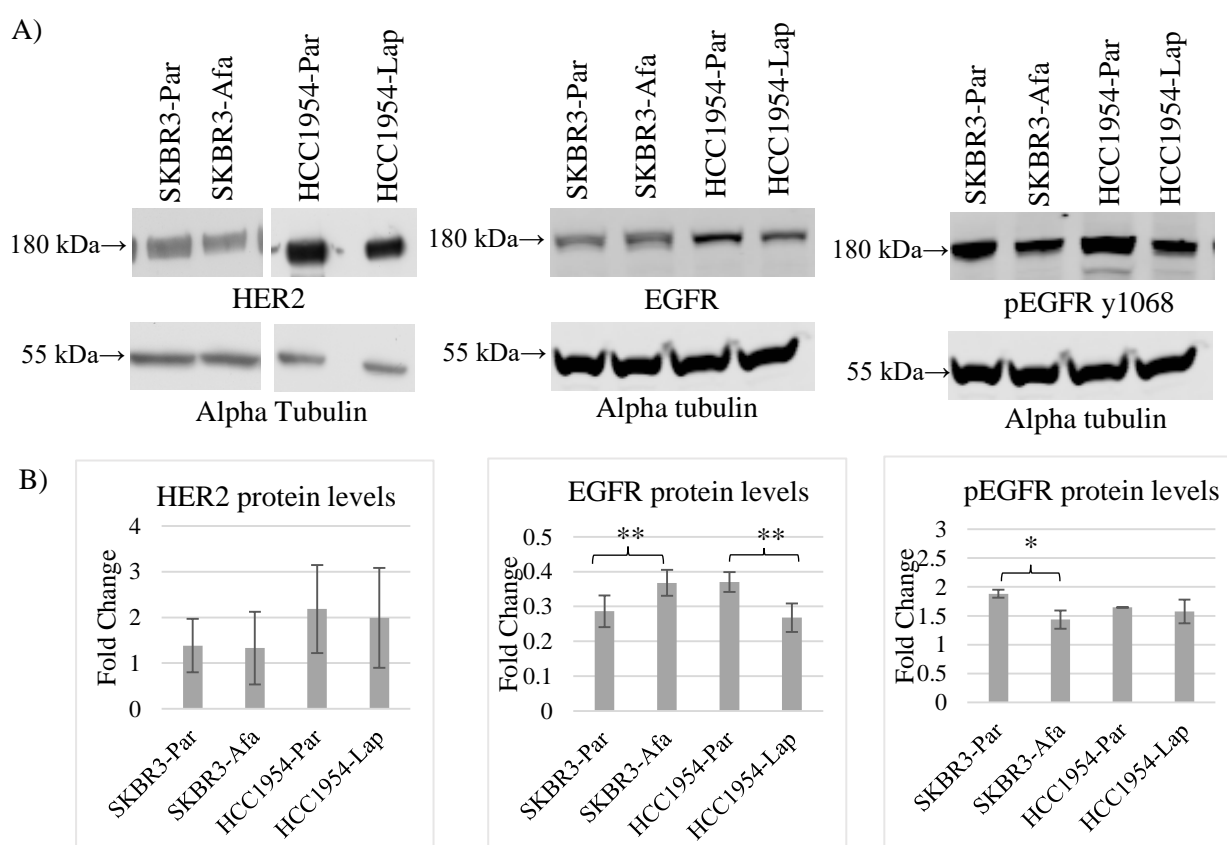 A)
SKBR3-Par
SKBR3-Afa
HCC1954-Par
HCC1954-Lap
180 kDa→
HER2
55 kDa→
Alpha Tubulin
SKBR3-Par
SKBR3-Afa
HCC1954-Par
HCC1954-Lap
180 kDa→
EGFR
55 kDa→
Alpha tubulin
SKBR3-Par
SKBR3-Afa
HCC1954-Par
HCC1954-Lap
180 kDa→
pEGFR y1068
55 kDa→
Alpha tubulin
B)
HER2 protein levels
Fold Change
4
3
2
1
0
SKBR3-Par
SKBR3-Afa
HCC1954-Par
HCC1954-Lap
EGFR protein levels
Fold Change
0.5
0.4
0.3
0.2
0.1
0
**
**
SKBR3-Par
SKBR3-Afa
HCC1954-Par
HCC1954-Lap
pEGFR protein levels
Fold Change
3
2.5
2
1.5
1
0.5
0
*
SKBR3-Par
SKBR3-Afa
HCC1954-Par
HCC1954-Lap